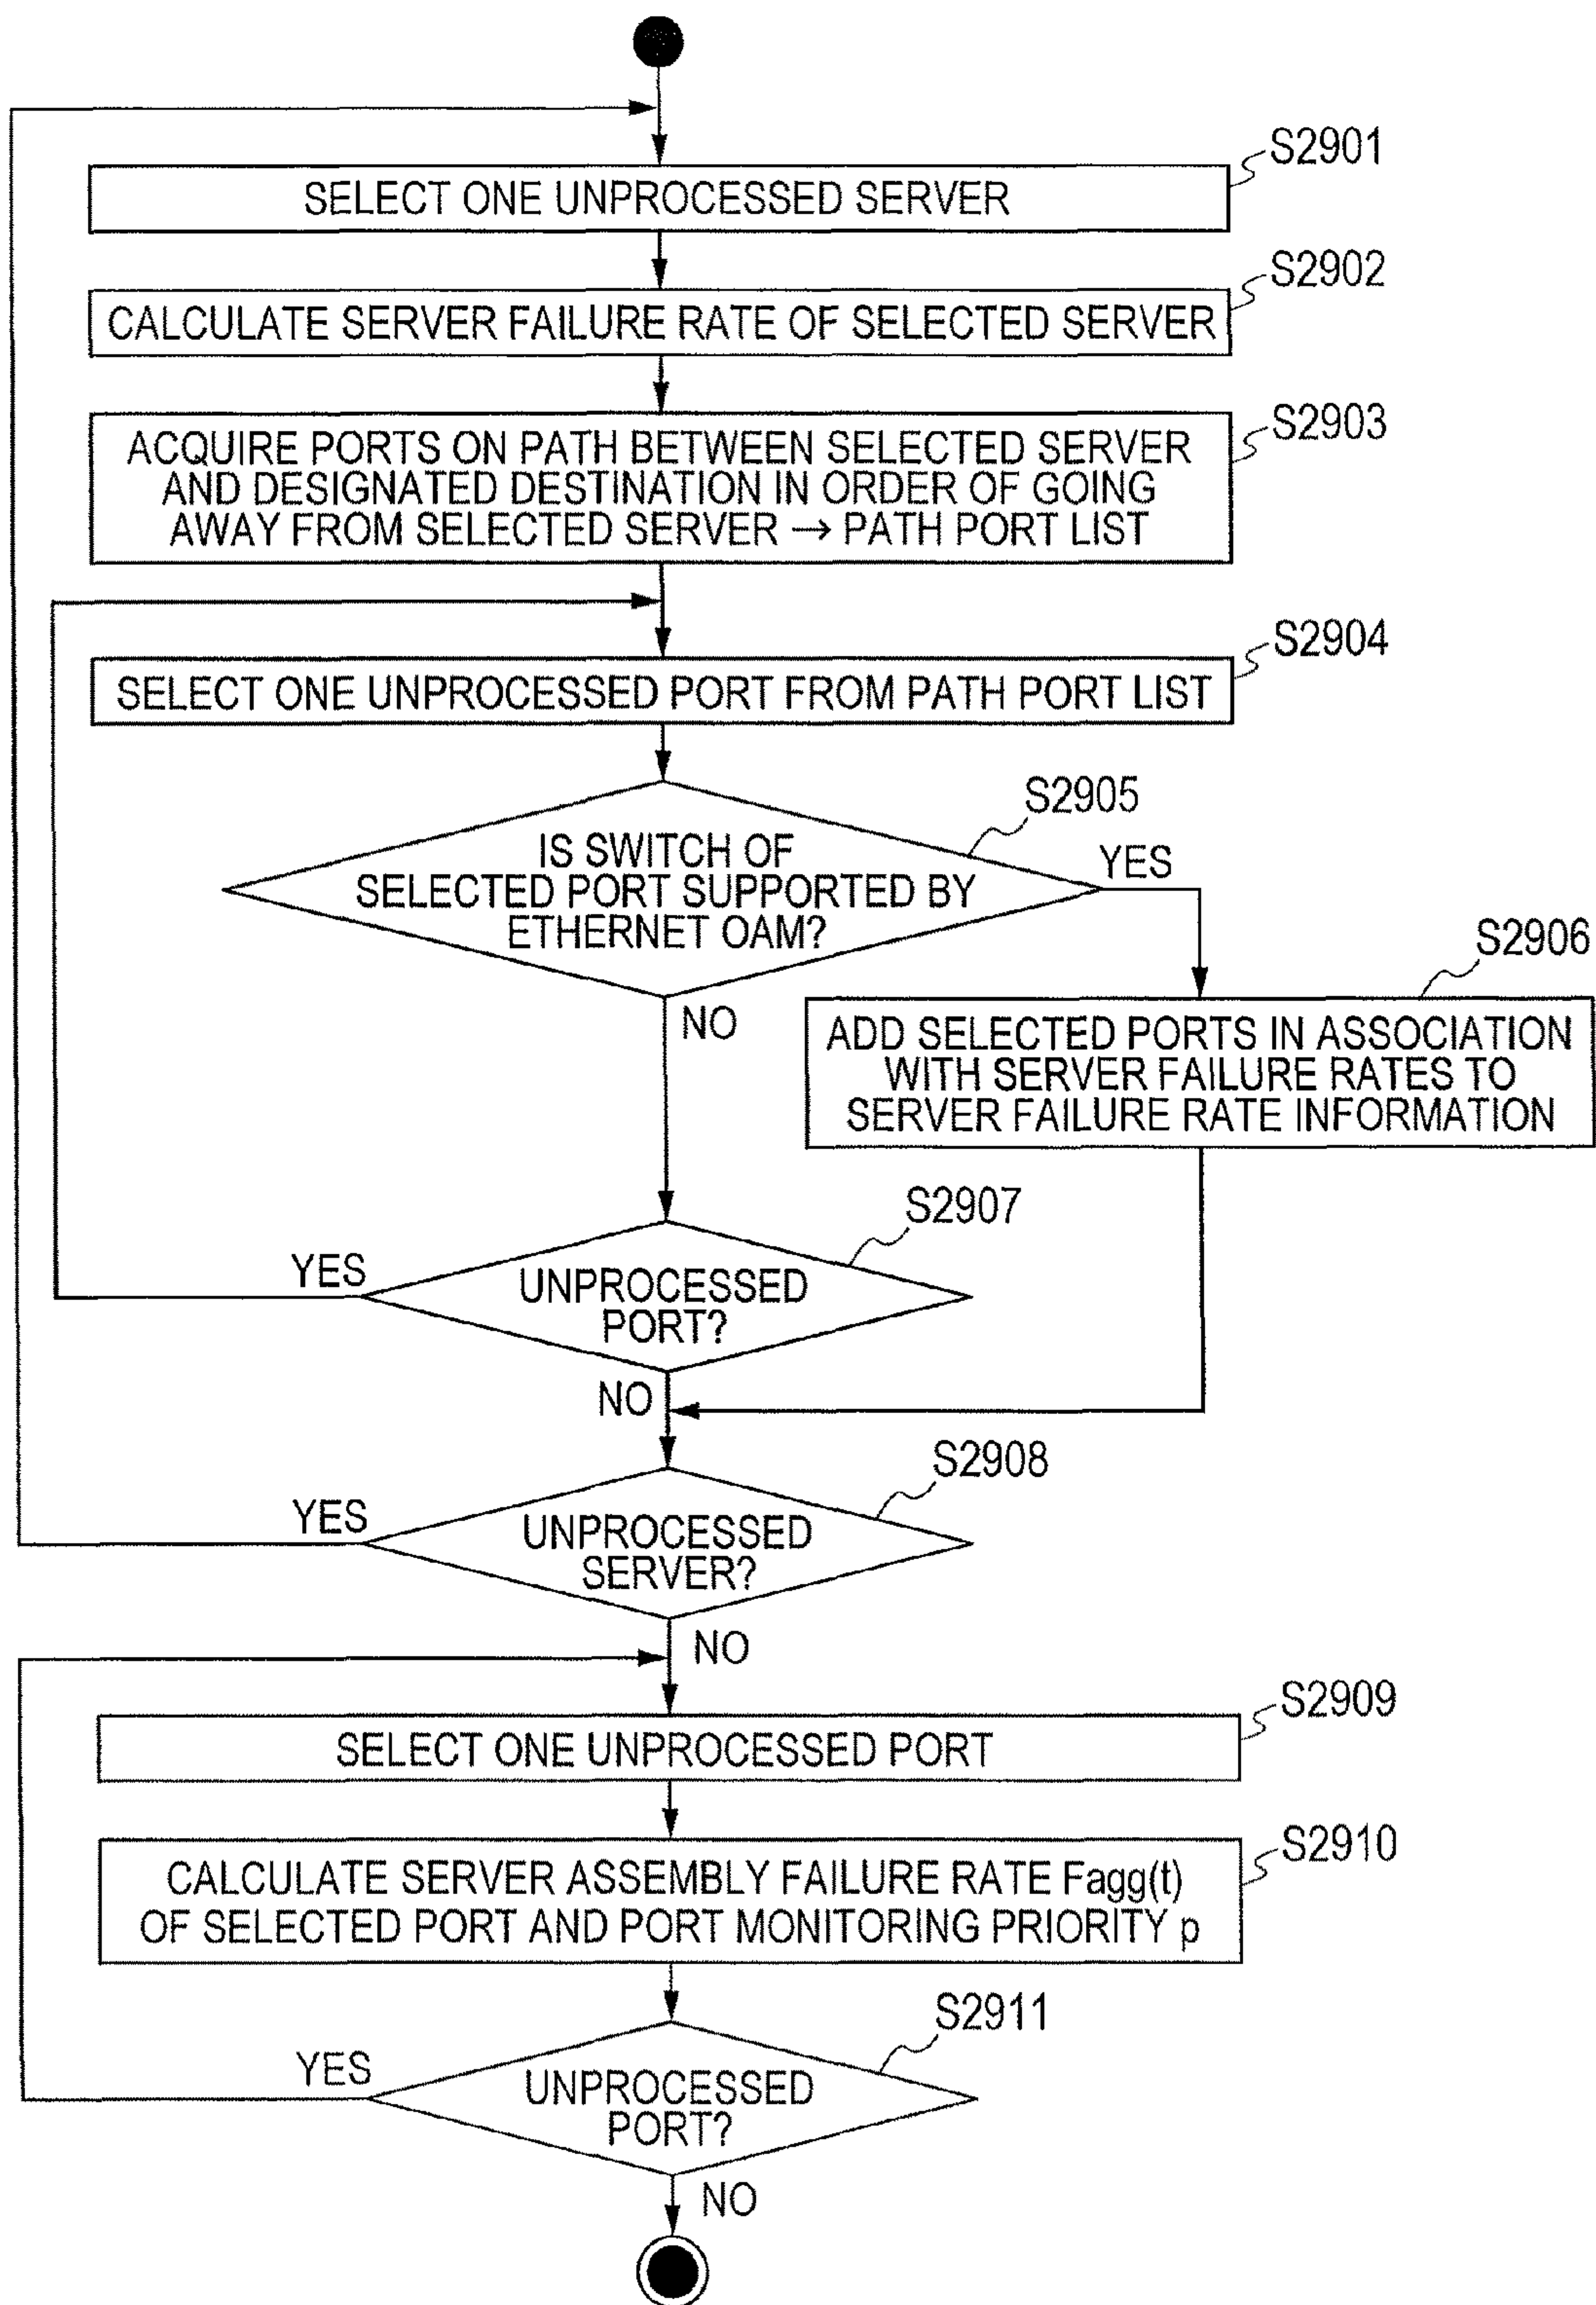 S2901
SELECT ONE UNPROCESSED SERVER
S2902
CALCULATE SERVER FAILURE RATE OF SELECTED SERVER
S2903
ACQUIRE PORTS ON PATH BETWEEN SELECTED SERVER
AND DESIGNATED DESTINATION IN ORDER OF GOING
AWAY FROM SELECTED SERVER → PATH PORT LIST
S2904
SELECT ONE UNPROCESSED PORT FROM PATH PORT LIST
S2905
IS SWITCH OF
SELECTED PORT SUPPORTED BY
ETHERNET OAM?
YES
NO
S2906
ADD SELECTED PORTS IN ASSOCIATION
WITH SERVER FAILURE RATES TO
SERVER FAILURE RATE INFORMATION
S2907
UNPROCESSED
PORT?
YES
NO
S2908
UNPROCESSED
SERVER?
YES
NO
S2909
SELECT ONE UNPROCESSED PORT
S2910
CALCULATE SERVER ASSEMBLY FAILURE RATE Fagg(t)
OF SELECTED PORT AND PORT MONITORING PRIORITY p
S2911
UNPROCESSED
PORT?
YES
NO